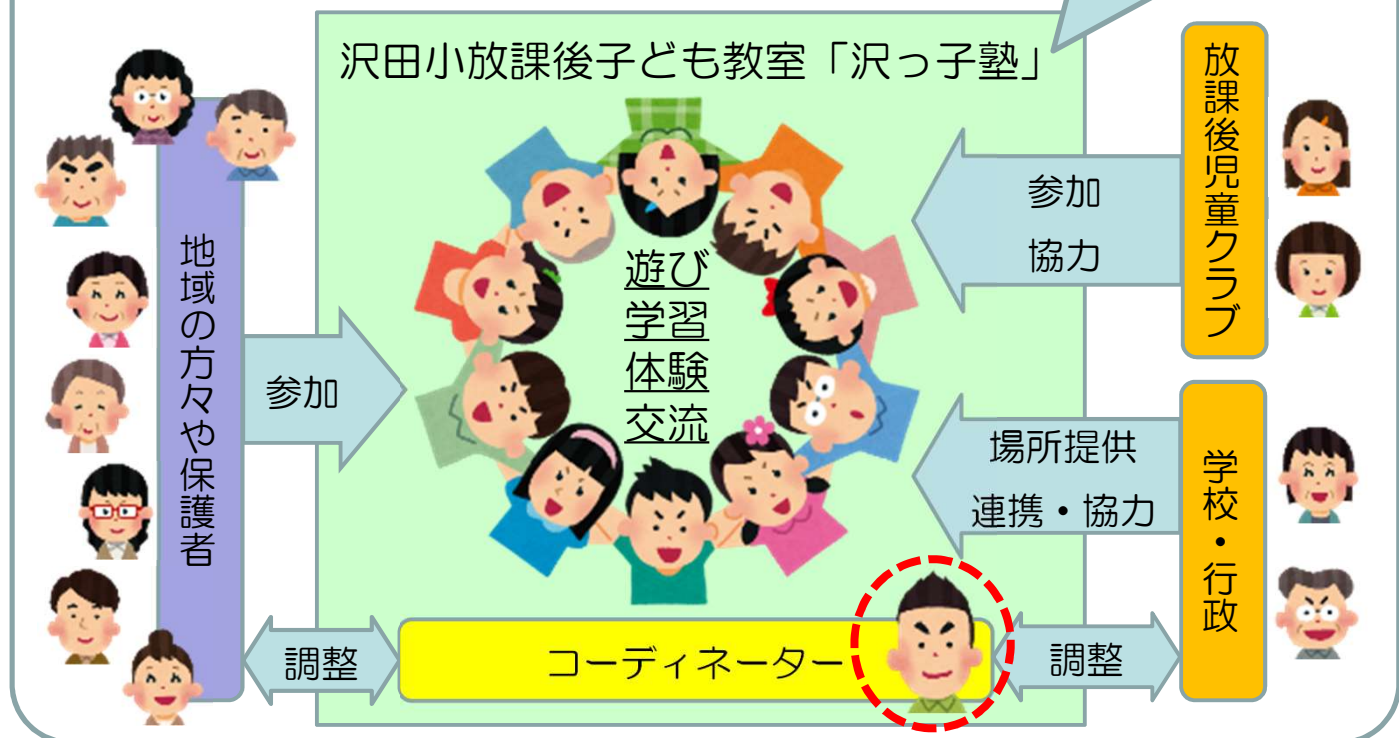 沢田小放課後子ども教室「沢っ子塾」
地域の方々や保護者
参加
遊び
学習
体験
交流
参加
協力
放課後児童クラブ
場所提供
連携・協力
学校・行政
調整
コーディネーター
調整